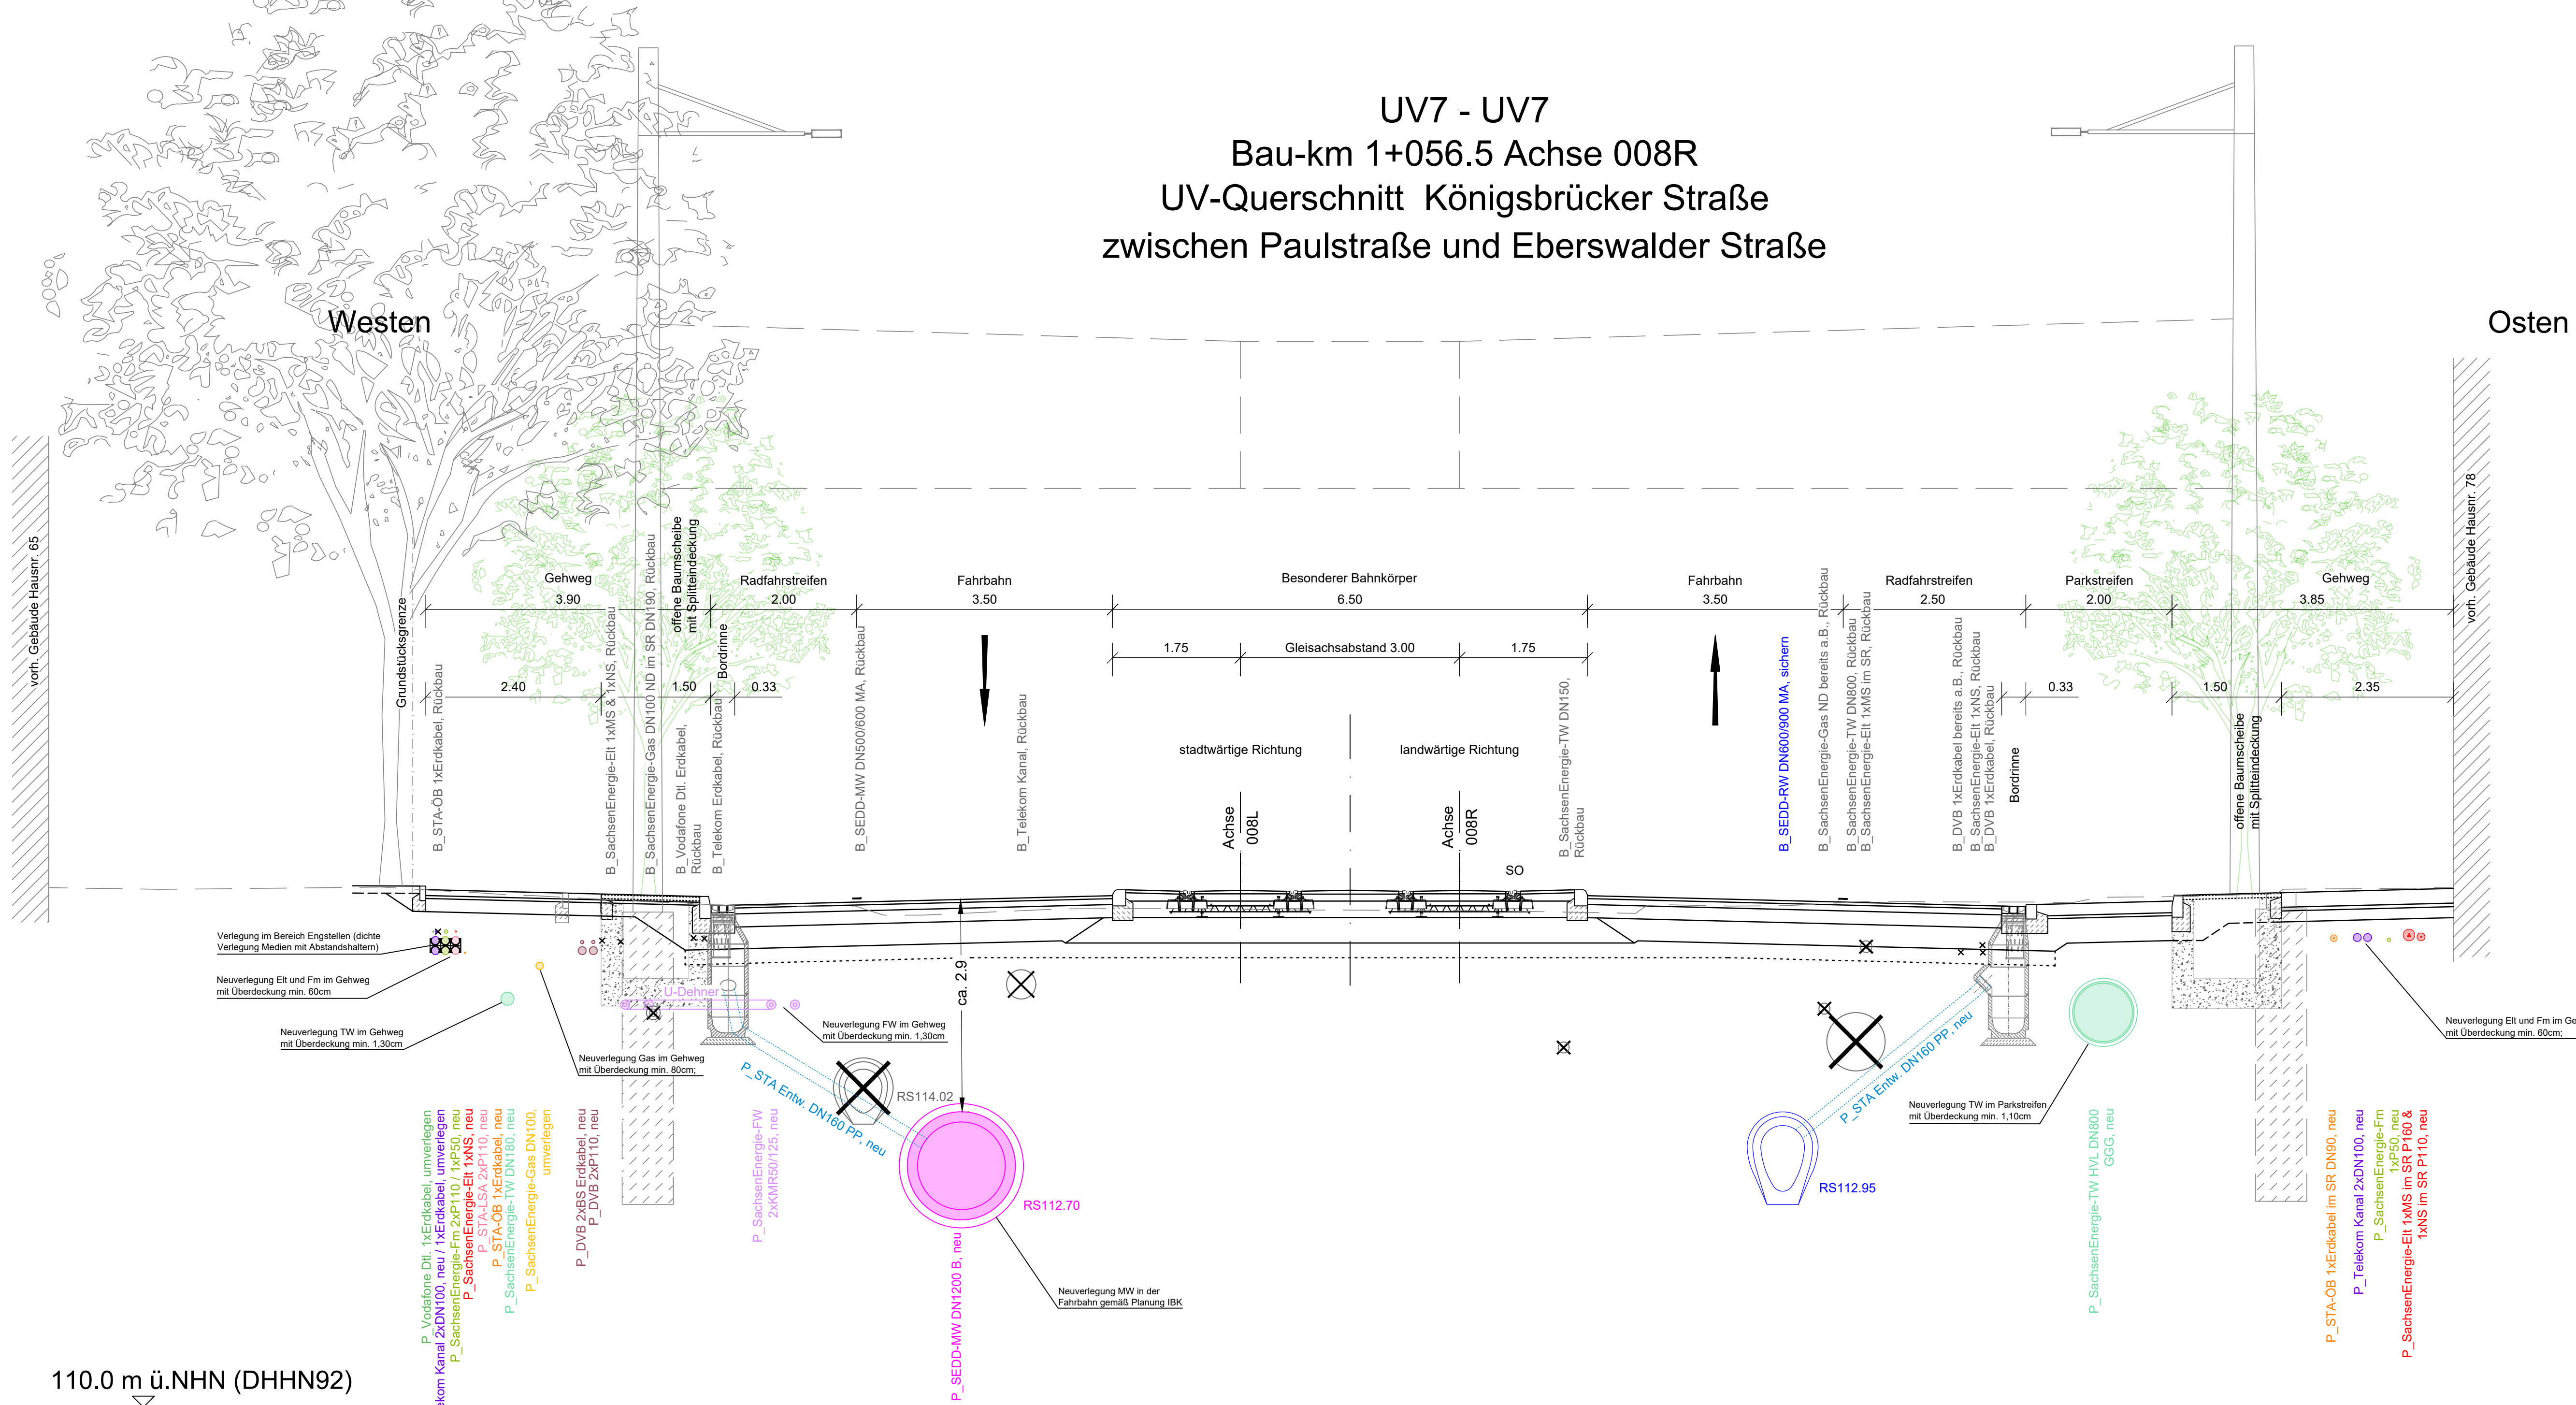 UV7 - UV7
Bau-km 1+056.5 Achse 008R
UV-Querschnitt  Königsbrücker Straße
zwischen Paulstraße und Eberswalder Straße
Westen
Osten
vorh. Gebäude Hausnr. 65
vorh. Gebäude Hausnr. 78
Grundstücksgrenze
Gehweg
3.90
offene Baumscheibe
mit Splitteindeckung
Radfahrstreifen
2.00
Fahrbahn
3.50
Besonderer Bahnkörper
6.50
Fahrbahn
3.50
Radfahrstreifen
2.50
Parkstreifen
2.00
Gehweg
3.85
1.75
Gleisachsabstand 3.00
1.75
2.40
1.50
Bordrinne
0.33
0.33
1.50
2.35
B_STA-ÖB 1xErdkabel, Rückbau
B_SachsenEnergie-Elt 1xMS & 1xNS, Rückbau
B_SachsenEnergie-Gas DN100 ND im SR DN190, Rückbau
B_Vodafone Dtl. Erdkabel,
Rückbau
B_Telekom Erdkabel, Rückbau
B_SEDD-MW DN500/600 MA, Rückbau
B_Telekom Kanal, Rückbau
stadtwärtige Richtung
landwärtige Richtung
Achse
008L
Achse
008R
SO
B_SachsenEnergie-TW DN150,
Rückbau
B_SEDD-RW DN600/900 MA, sichern
B_SachsenEnergie-Gas ND bereits a.B., Rückbau
B_SachsenEnergie-TW DN800, Rückbau
B_SachsenEnergie-Elt 1xMS im SR, Rückbau
B_DVB 1xErdkabel bereits a.B., Rückbau
B_SachsenEnergie-Elt 1xNS, Rückbau
B_DVB 1xErdkabel, Rückbau
Bordrinne
offene Baumscheibe
mit Splitteindeckung
Verlegung im Bereich Engstellen (dichte
Verlegung Medien mit Abstandshaltern)
Neuverlegung Elt und Fm im Gehweg
mit Überdeckung min. 60cm
Neuverlegung TW im Gehweg
mit Überdeckung min. 1,30cm
Neuverlegung Gas im Gehweg
mit Überdeckung min. 80cm;
U-Dehner
Neuverlegung FW im Gehweg
mit Überdeckung min. 1,30cm
ca. 2.9
P_STA Entw. DN160 PP, neu
RS114.02
RS112.70
P_STA Entw. DN160 PP, neu
RS112.95
Neuverlegung TW im Parkstreifen
mit Überdeckung min. 1,10cm
Neuverlegung Elt und Fm im Ge
mit Überdeckung min. 60cm;
Neuverlegung MW in der
Fahrbahn gemäß Planung IBK
P_Vodafone Dtl. 1xErdkabel, umverlegen
ekom Kanal 2xDN100, neu / 1xErdkabel, umverlegen
P_SachsenEnergie-Fm 2xP110 / 1xP50, neu
P_SachsenEnergie-Elt 1xNS, neu
P_STA-LSA 2xP110, neu
P_STA-ÖB 1xErdkabel, neu
P_SachsenEnergie-TW DN180, neu
P_SachsenEnergie-Gas DN100,
umverlegen
P_DVB 2xBS Erdkabel, neu
P_DVB 2xP110, neu
P_SachsenEnergie-FW
2xKMR50/125, neu
P_SEDD-MW DN1200 B, neu
P_SachsenEnergie-TW HVL DN800
GGG, neu
P_STA-ÖB 1xErdkabel im SR DN90, neu
P_Telekom Kanal 2xDN100, neu
P_SachsenEnergie-Fm
1xP50, neu
P_SachsenEnergie-Elt 1xMS im SR P160 &
1xNS im SR P110, neu
110.0 m ü.NHN (DHHN92)